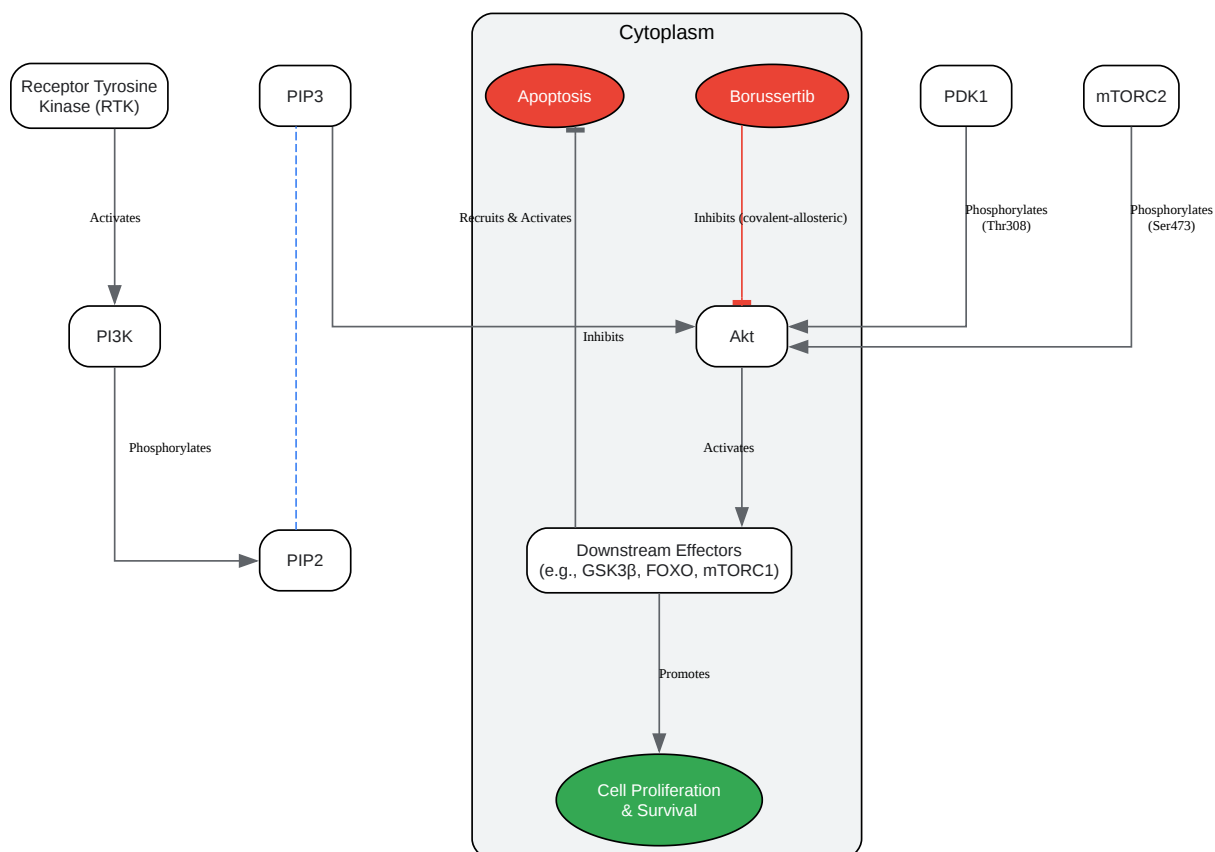 Cytoplasm
Receptor Tyrosine
Kinase (RTK)
PIP3
Apoptosis
Borussertib
PDK1
mTORC2
Activates
Recruits & Activates
Inhibits (covalent-allosteric)
Phosphorylates
(Thr308)
Phosphorylates
(Ser473)
PI3K
Inhibits
Akt
Phosphorylates
Activates
PIP2
Downstream Effectors
(e.g., GSK3β, FOXO, mTORC1)
Promotes
Cell Proliferation
& Survival